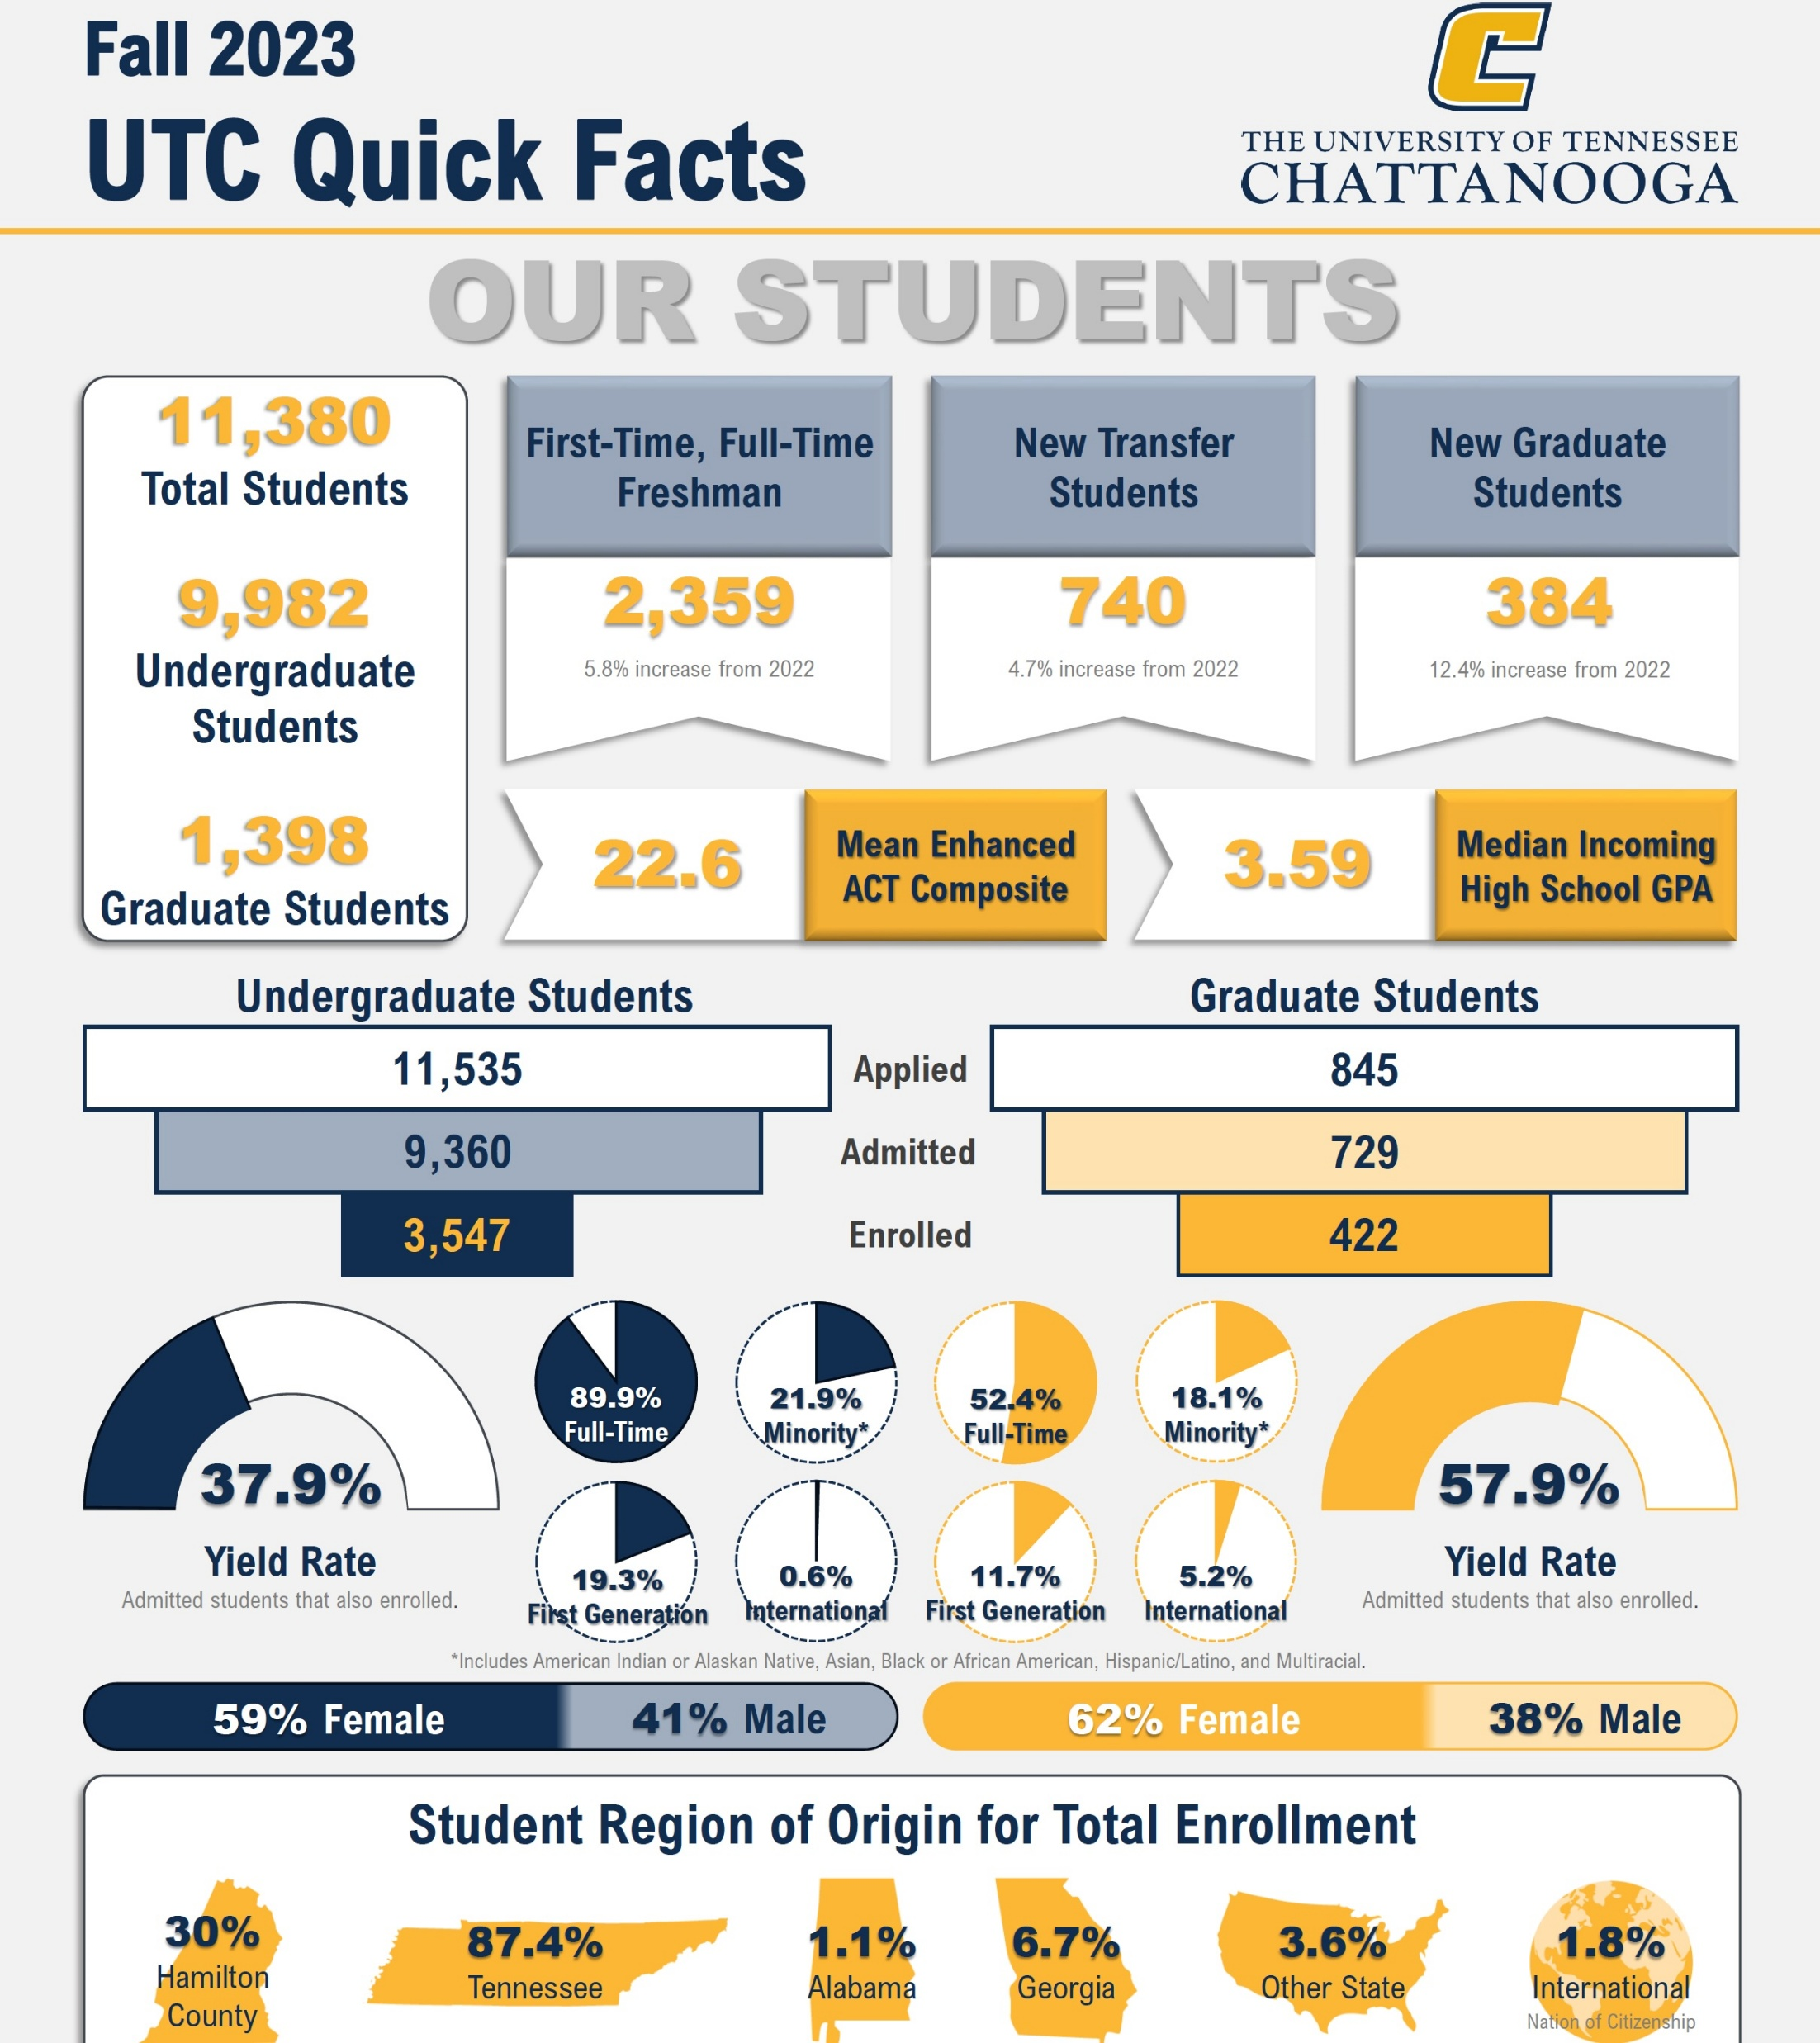 Fall 2023
UTC Quick Facts
C
THE UNIVERSITY OF TENNESSEE
CHATTANOOGA
OUR STUDENTS
11,380
Total Students
9,982
Undergraduate
Students
1,398
Graduate Students
First-Time, Full-Time
Freshman
2,359
5.8% increase from 2022
New Transfer
Students
740
4.7% increase from 2022
New Graduate
Students
384
12.4% increase from 2022
22.6
Mean Enhanced
ACT Composite
3.59
Median Incoming
High School GPA
Undergraduate Students
Graduate Students
11,535
Applied
845
9,360
Admitted
729
3,547
Enrolled
422
37.9%
Yield Rate
Admitted students that also enrolled.
89.9%
Full-Time
21.9%
Minority*
52.4%
Full-Time
18.1%
Minority*
19.3%
First Generation
0.6%
International
11.7%
First Generation
5.2%
International
57.9%
Yield Rate
Admitted students that also enrolled.
*Includes American Indian or Alaskan Native, Asian, Black or African American, Hispanic/Latino, and Multiracial.
59% Female
41% Male
62% Female
38% Male
Student Region of Origin for Total Enrollment
30%
Hamilton
County
87.4%
Tennessee
1.1%
Alabama
6.7%
Georgia
3.6%
Other State
1.8%
International
Nation of Citizenship